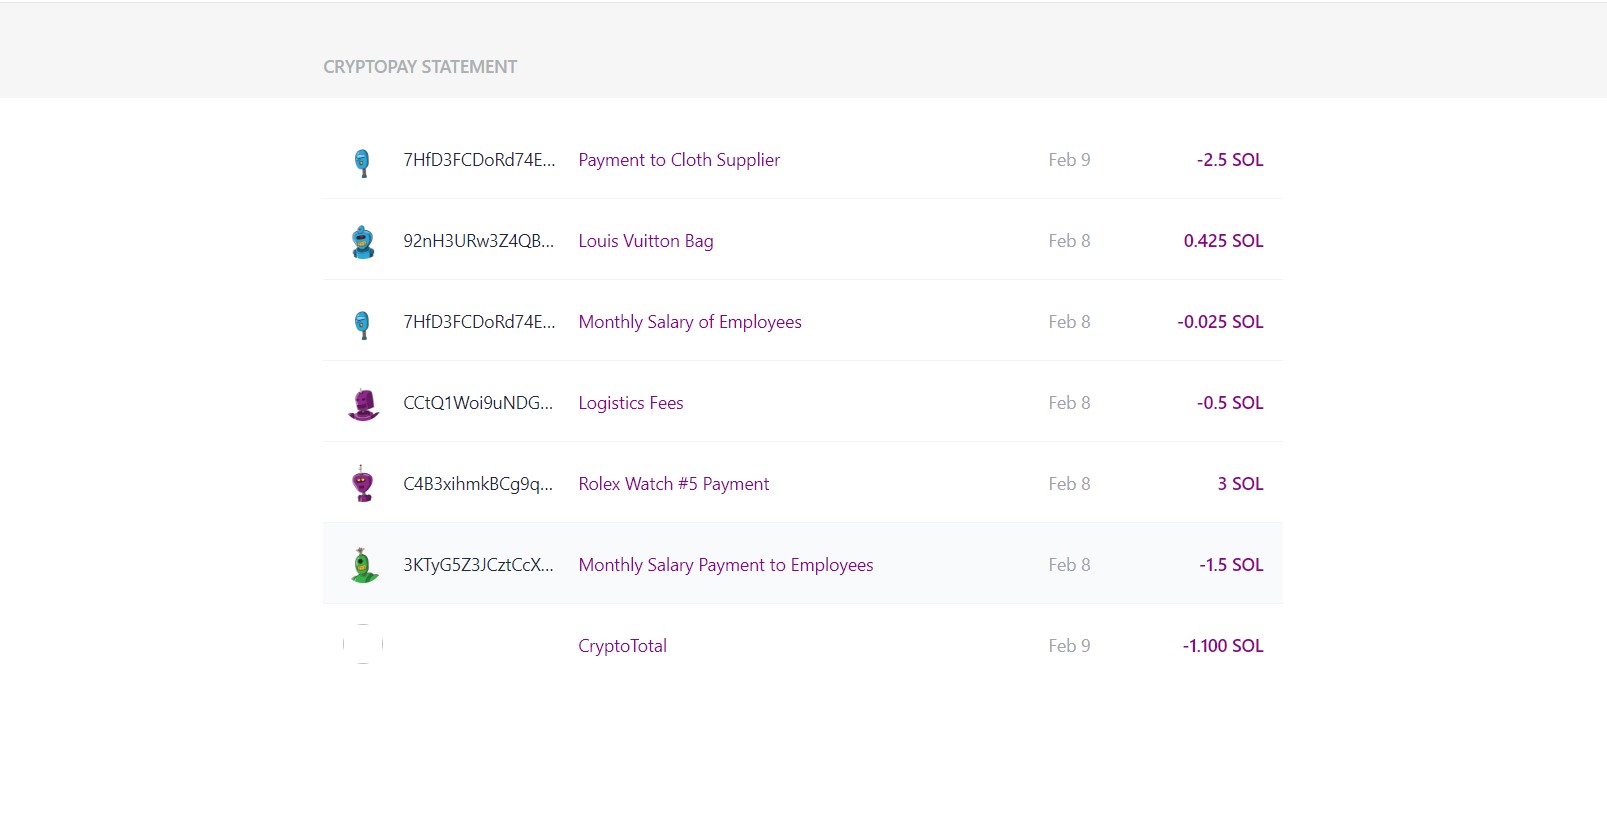 CRYPTOPAY STATEMENT
7HfD3FCDoRd74E... Payment to Cloth Supplier Feb 9 -2.5 SOL
92nH3URw3Z4QB... Louis Vuitton Bag Feb 8 0.425 SOL
7HfD3FCDoRd74E... Monthly Salary of Employees Feb 8 -0.025 SOL
CCtQ1Woi9uNDG... Logistics Fees Feb 8 -0.5 SOL
C4B3xihmkBCg9q... Rolex Watch #5 Payment Feb 8 3 SOL
3KTyG5Z3JCztCcX... Monthly Salary Payment to Employees Feb 8 -1.5 SOL
CryptoTotal Feb 9 -1.100 SOL